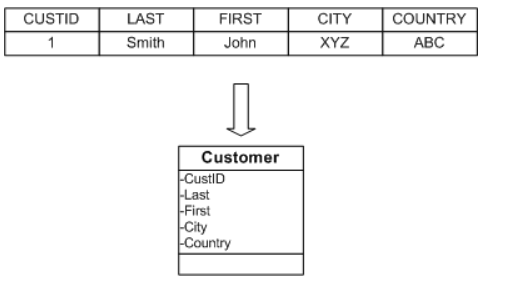 CUSTID LAST FIRST CITY COUNTRY
1 Smith John XYZ ABC
Customer
-CustID
-Last
-First
-City
-Country